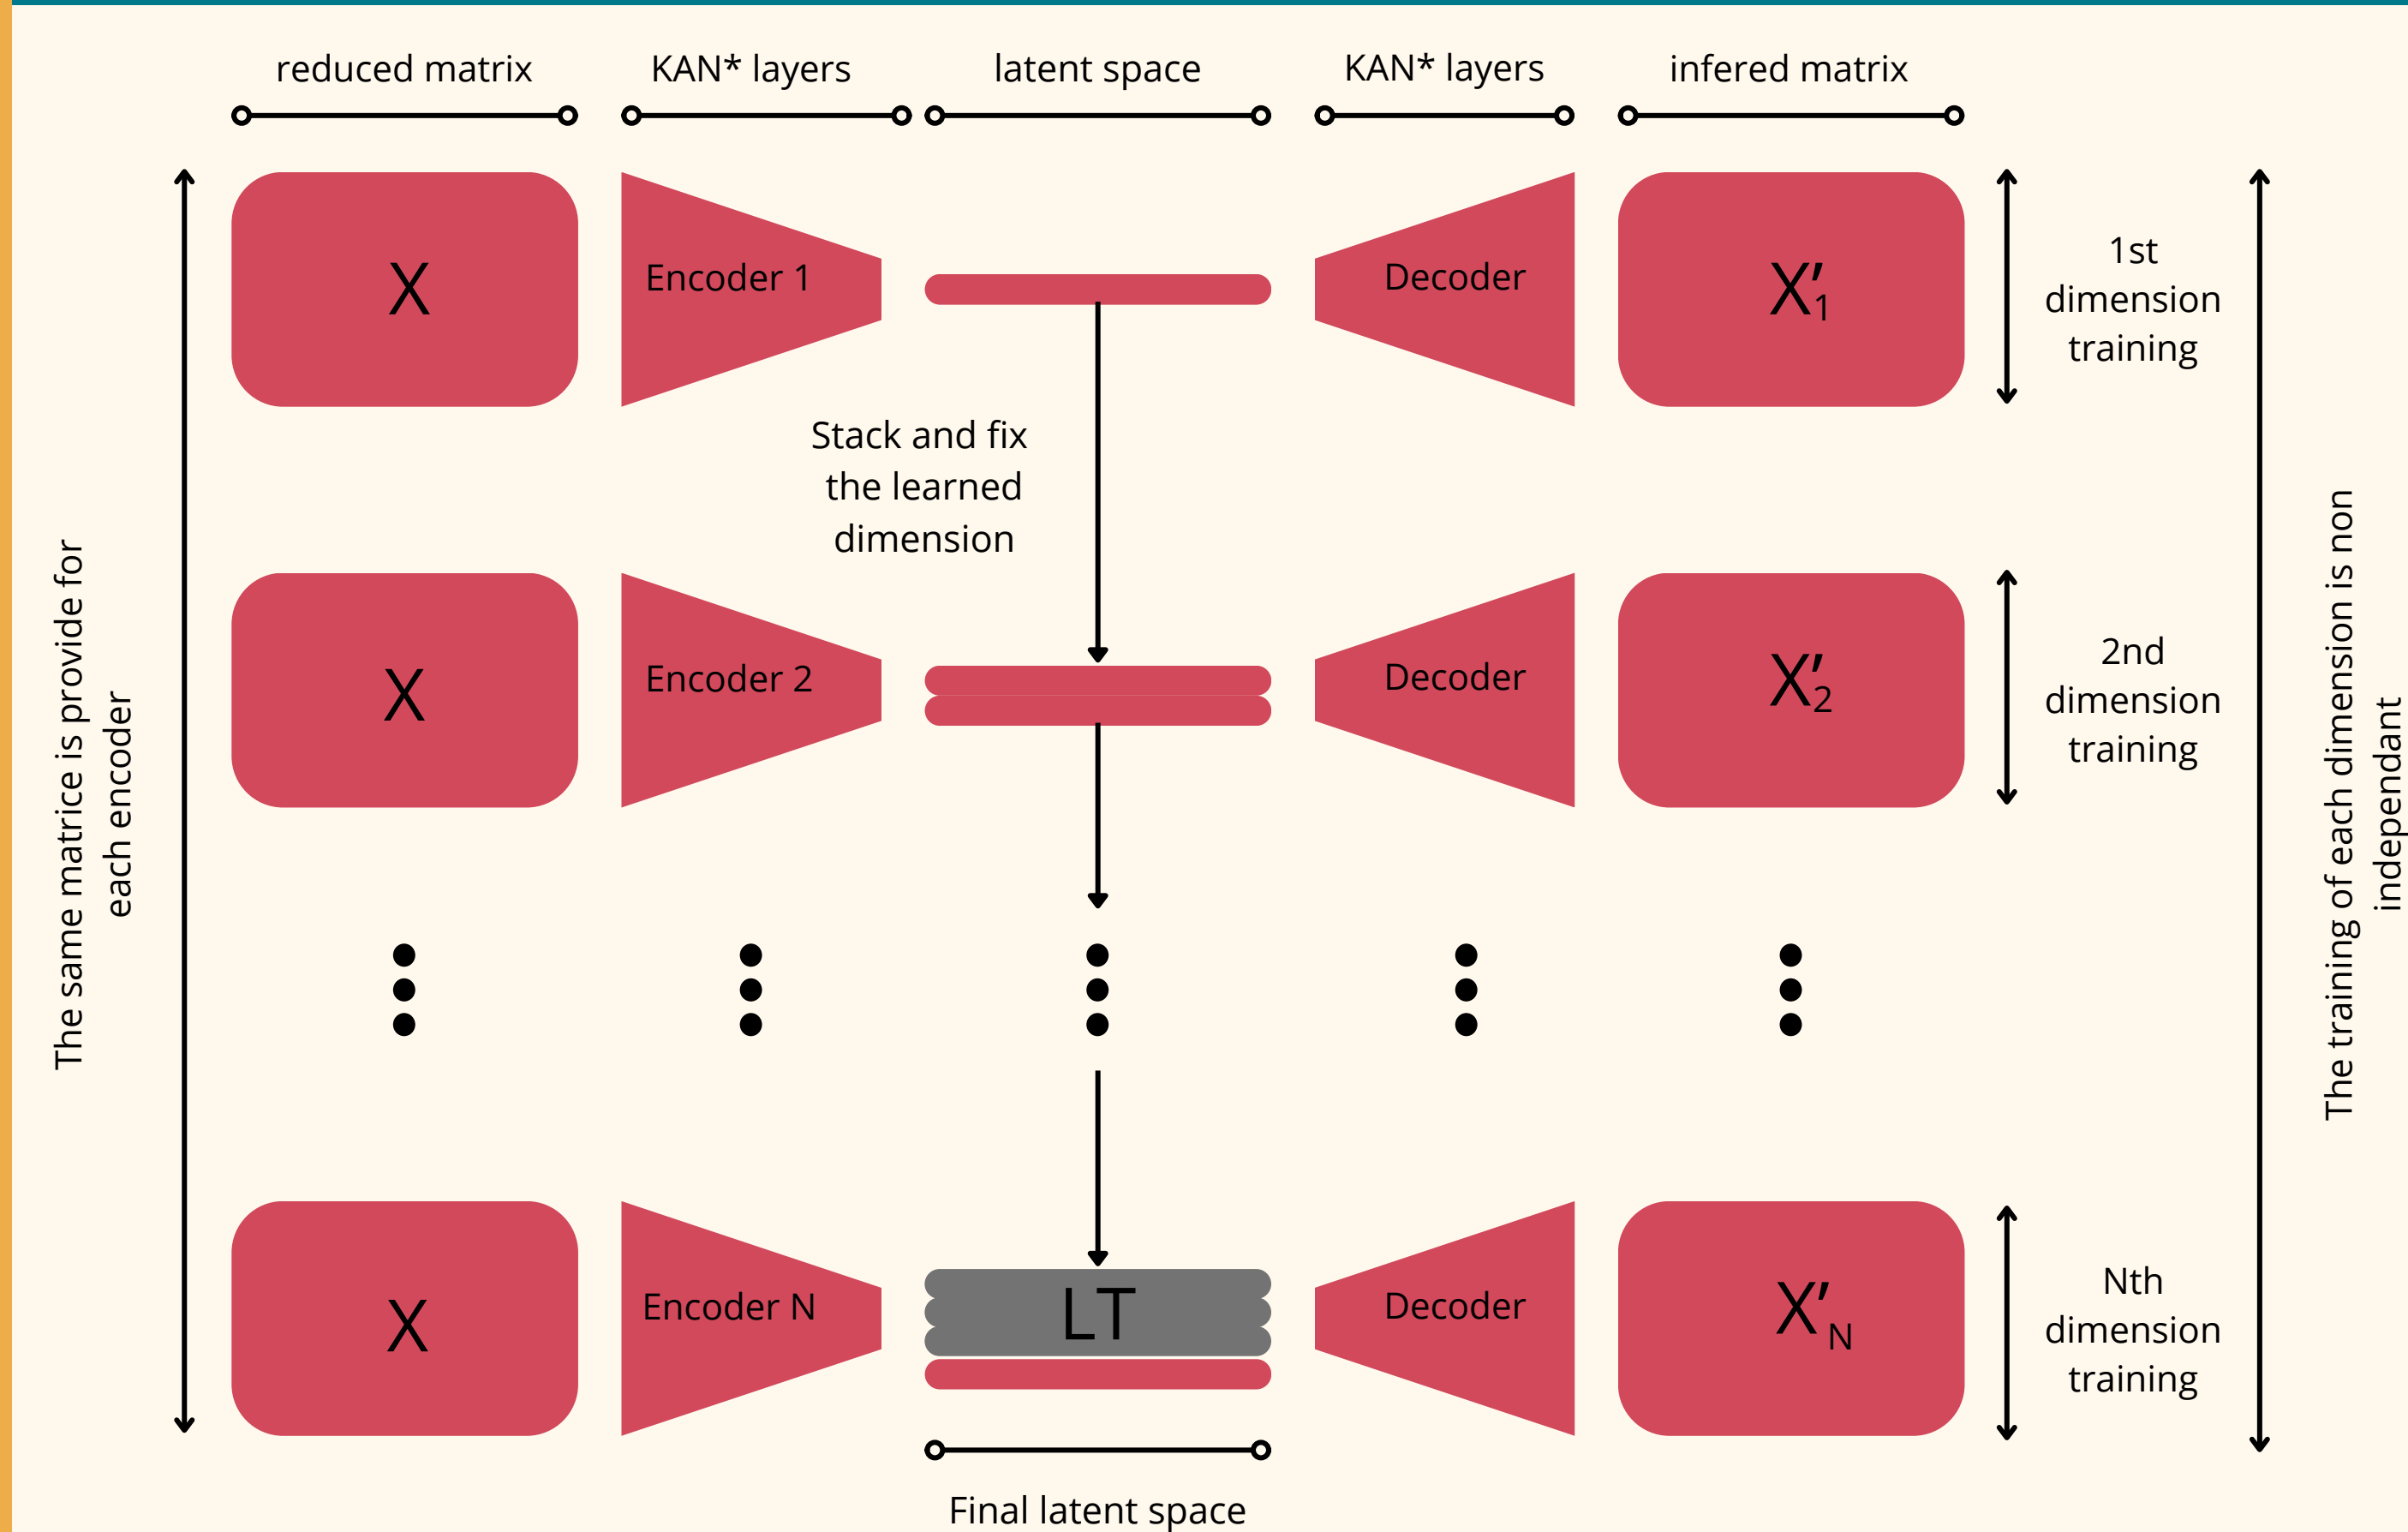 reduced matrix
KAN* layers
latent space
KAN* layers
infered matrix
X
Encoder 1
Decoder
X′1
1st
dimension
training
Stack and fix
the learned
dimension
X
Encoder 2
Decoder
X′2
2nd
dimension
training
The same matrice is provide for
each encoder
The training of each dimension is non
independant
X
Encoder N
LT
Decoder
X′N
Nth
dimension
training
Final latent space